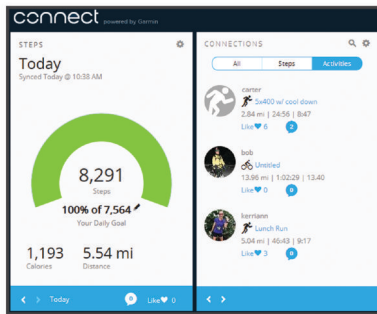 connect powered by Garmin
STEPS
Today
Synced Today @ 10:38 AM
8,291
Steps
100% of 7,564
Your Daily Goal
1,193
Calories
5.54 mi
Distance
Today
0
Like 0
CONNECTIONS
All
Steps
Activities
carter
5x400 w/ cool down
2.84 mi | 24:56 | 8:47
Like 6
2
bob
Untitled
13.96 mi | 1:02:29 | 13.40
Like 0
0
kerriann
Lunch Run
5.04 mi | 46:43 | 9:17
Like 3
0